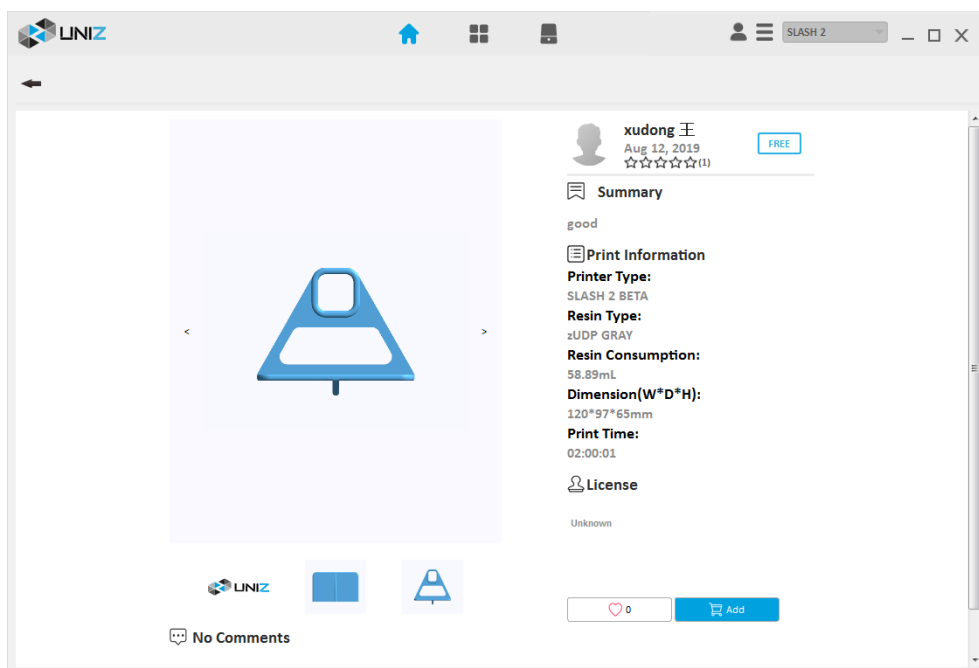 UNIZ
SLASH 2
xudong 王
Aug 12, 2019
(1)
FREE
Summary
good
Print Information
Printer Type:
SLASH 2 BETA
Resin Type:
zUDP GRAY
Resin Consumption:
58.89mL
Dimension(W*D*H):
120*97*65mm
Print Time:
02:00:01
License
Unknown
< >
UNIZ
0
Add
No Comments